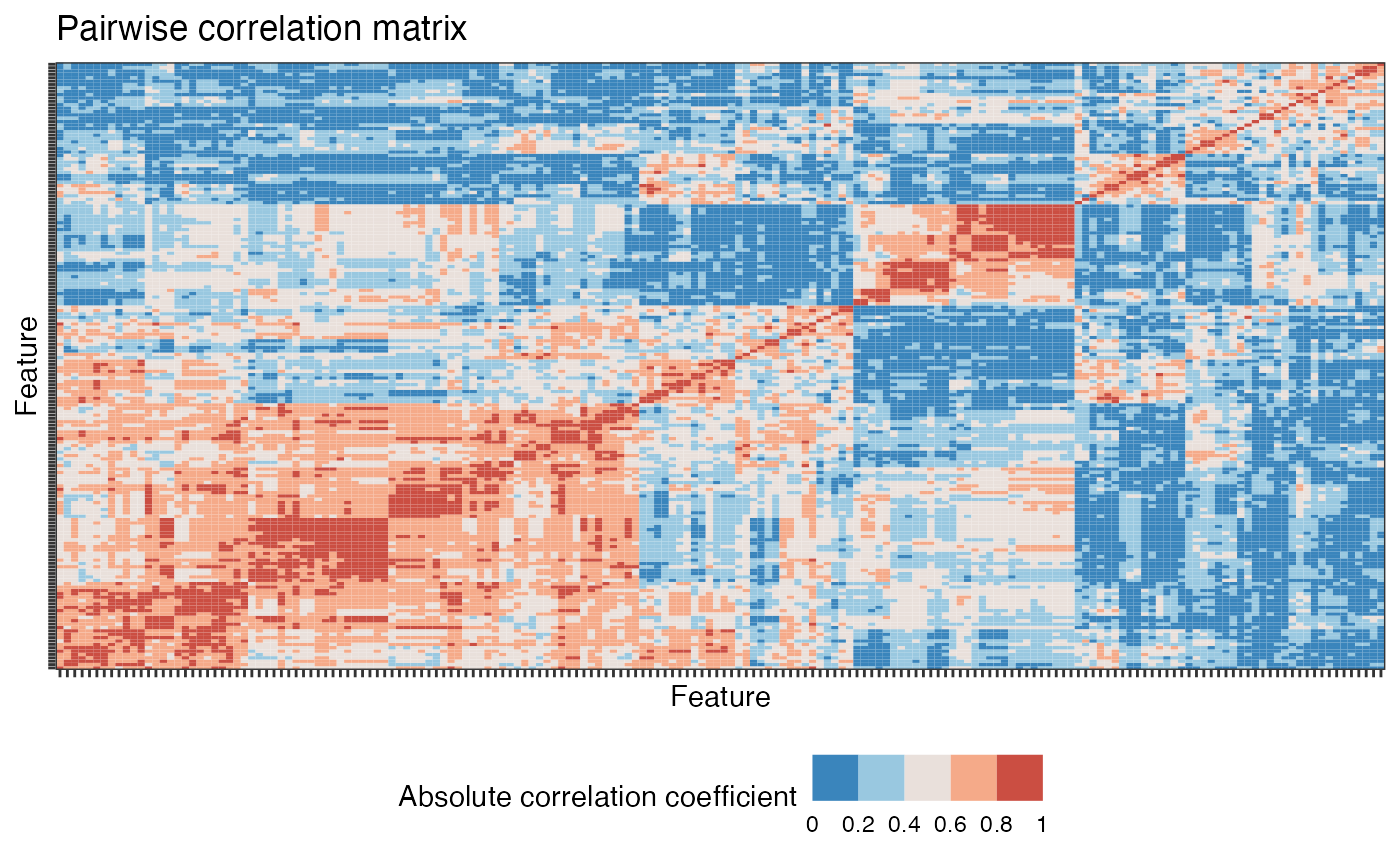 Pairwise correlation matrix
Feature
Feature
Absolute correlation coefficient
0 0.2 0.4 0.6 0.8 1